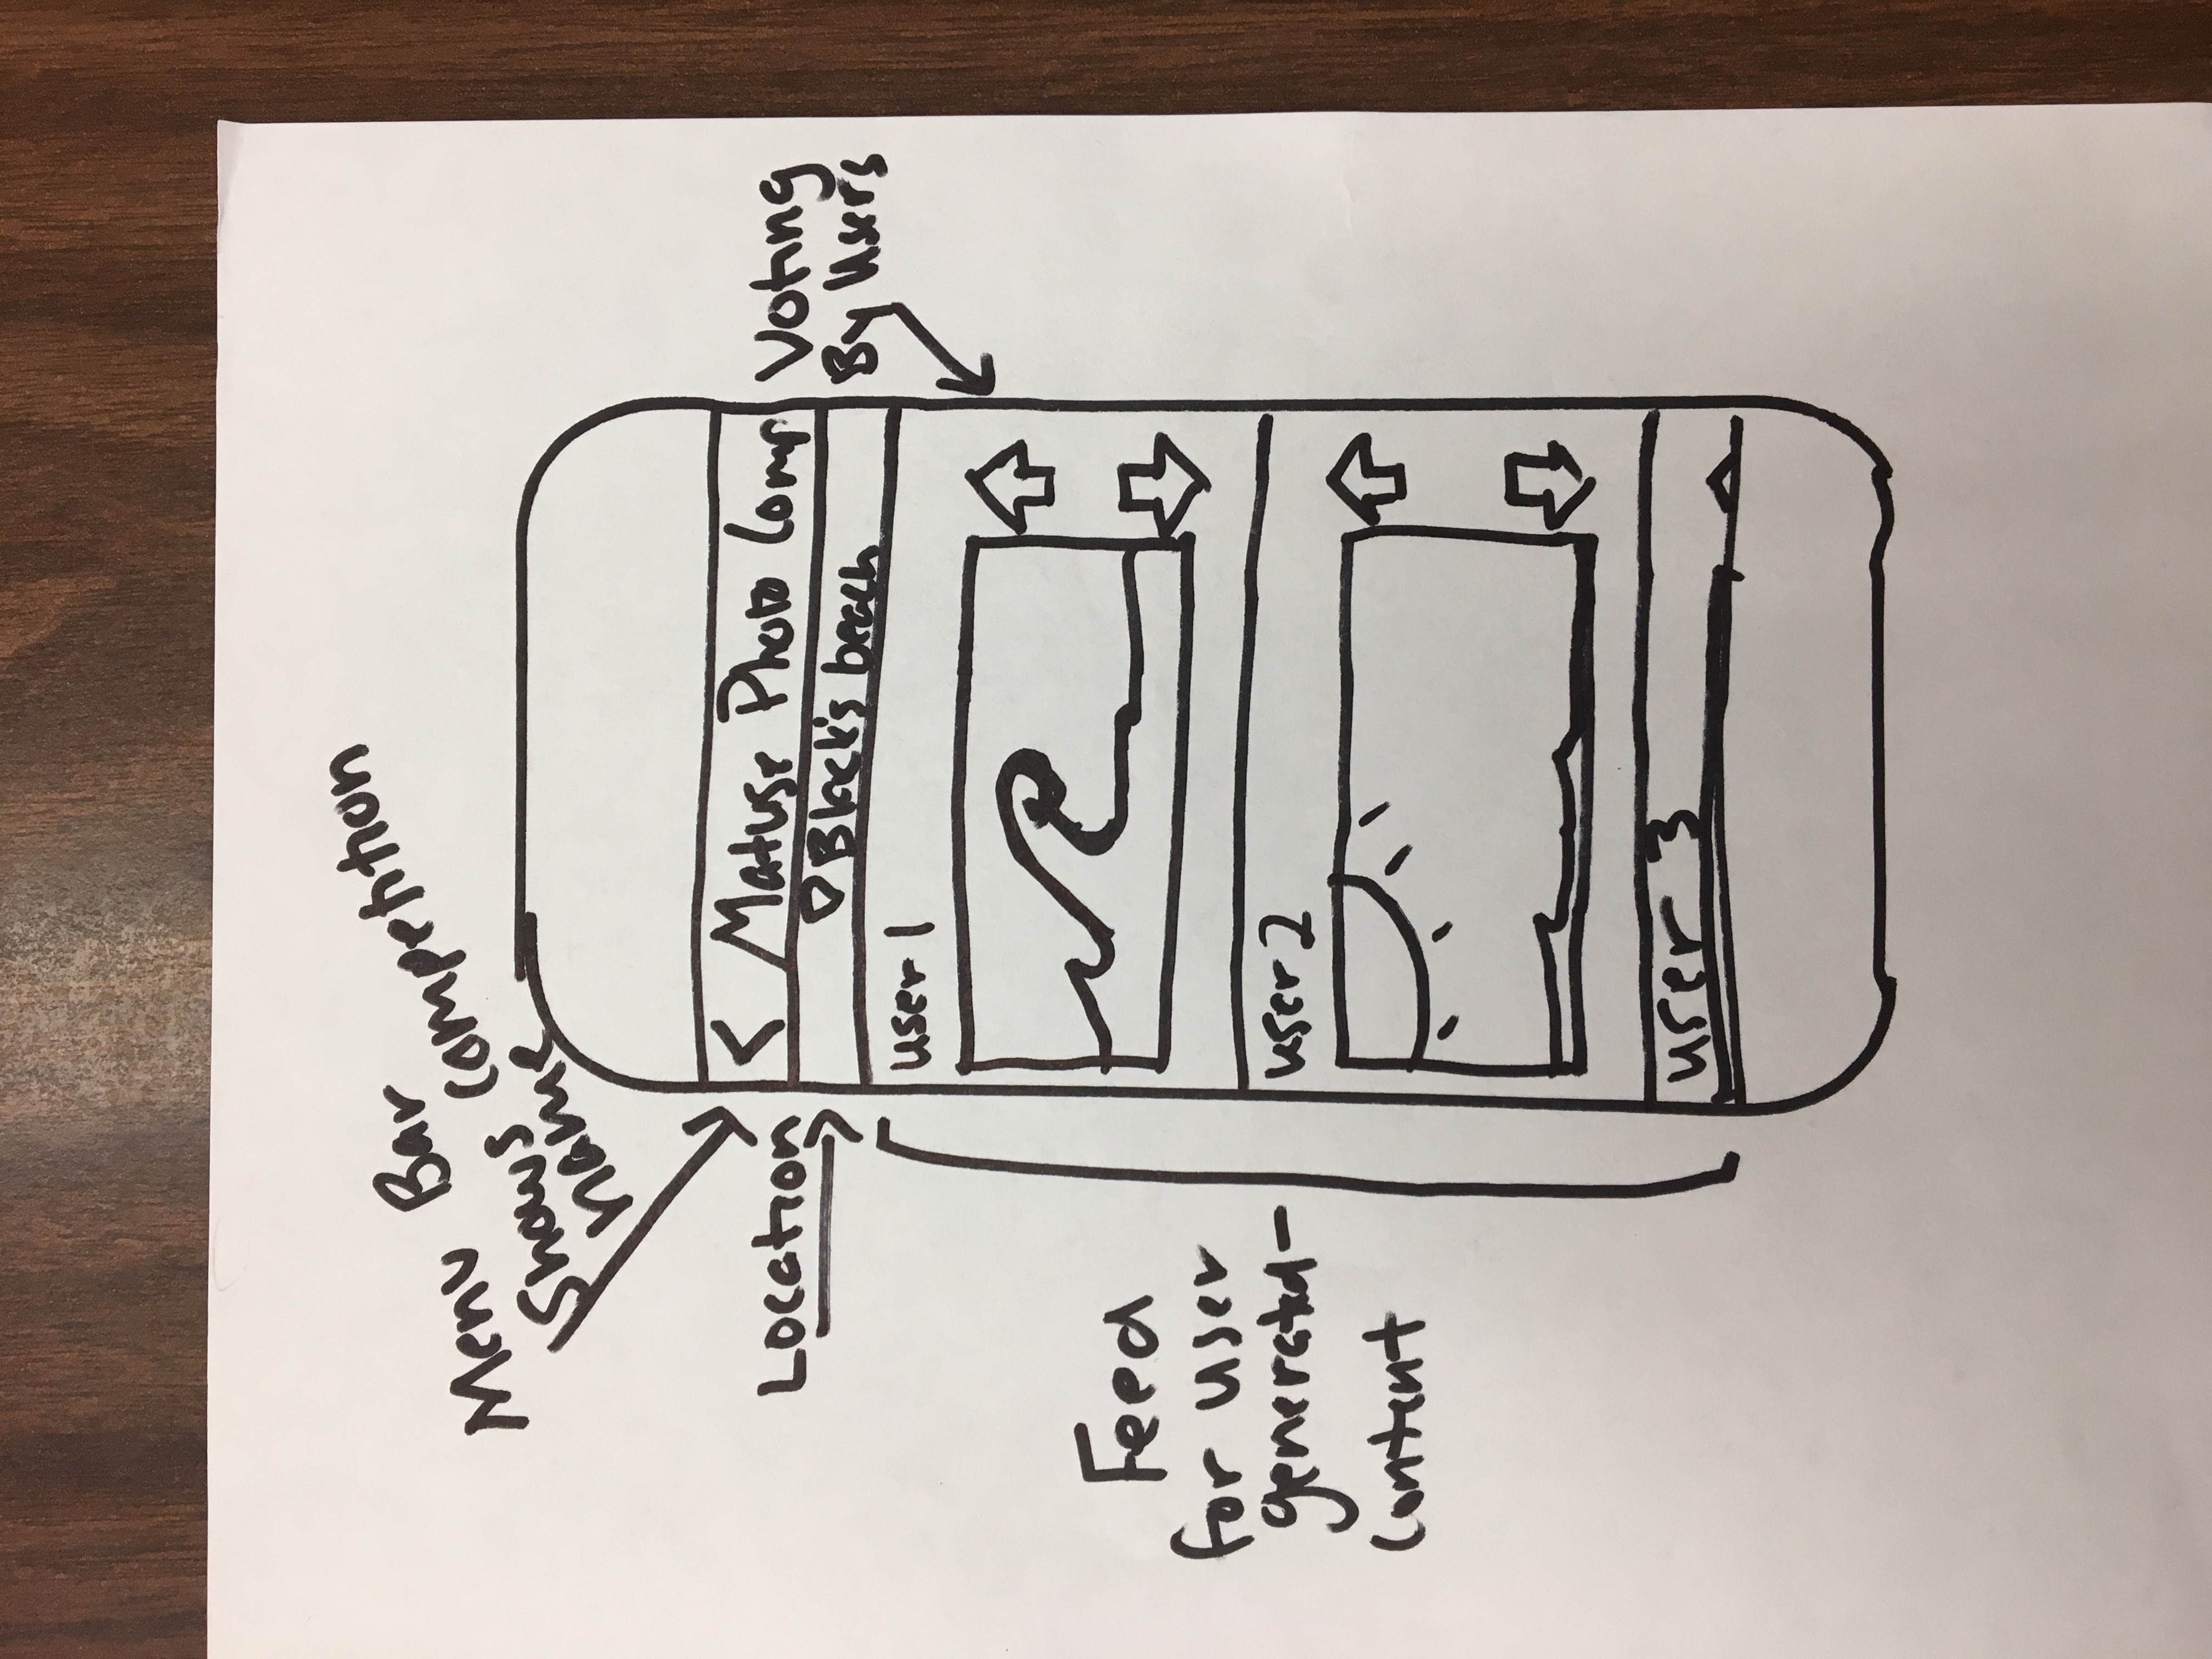 Menu Bar
Shows competition
name
Location
< Matuse Photo Comp
Black's beach
Voting
By Users
user 1
Feed
for user
generated-
content
user 2
user 3